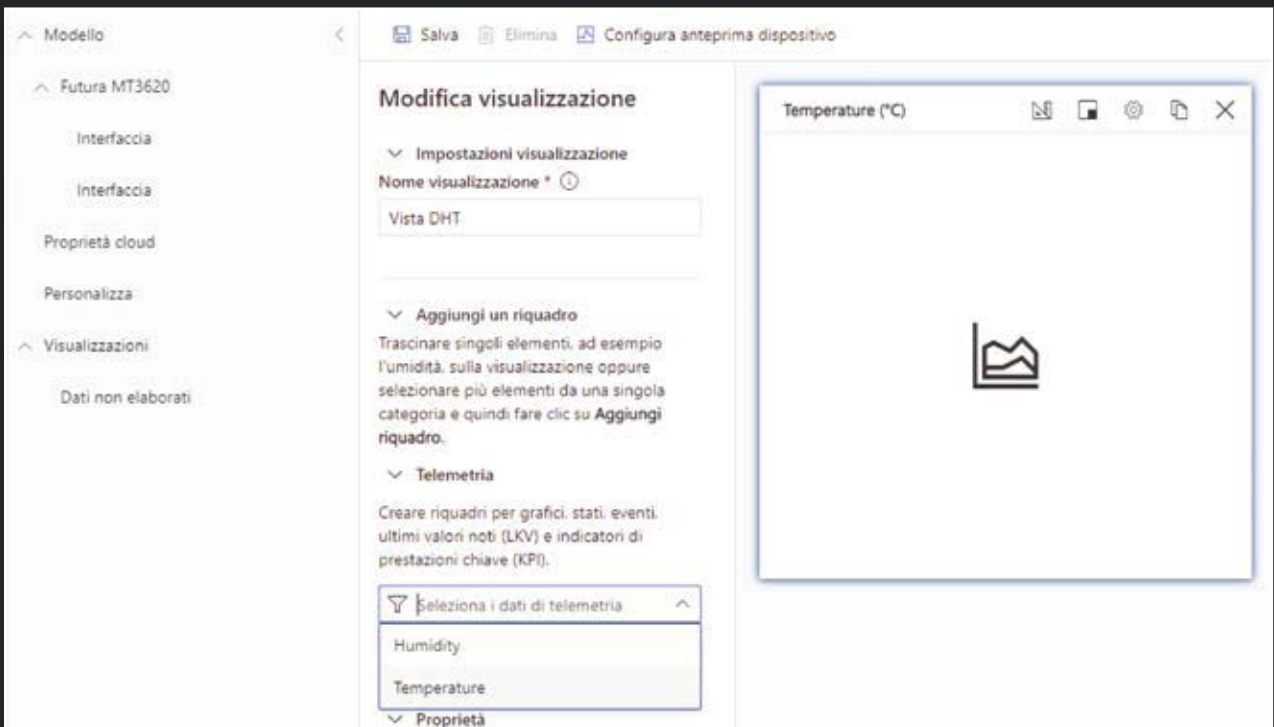 Modello
Futura MT3620
Interfaccia
Interfaccia
Proprietà cloud
Personalizza
Visualizzazioni
Dati non elaborati
Salva Elimina Configura anteprima dispositivo
Modifica visualizzazione
Impostazioni visualizzazione
Nome visualizzazione *
Vista DHT
Aggiungi un riquadro
Trascinare singoli elementi, ad esempio
l'umidità, sulla visualizzazione oppure
selezionare più elementi da una singola
categoria e quindi fare clic su Aggiungi
riquadro.
Telemetria
Creare riquadri per grafici, stati, eventi,
ultimi valori noti (LKV) e indicatori di
prestazioni chiave (KPI).
Seleziona i dati di telemetria
Humidity
Temperature
Proprietà
Temperature (°C)